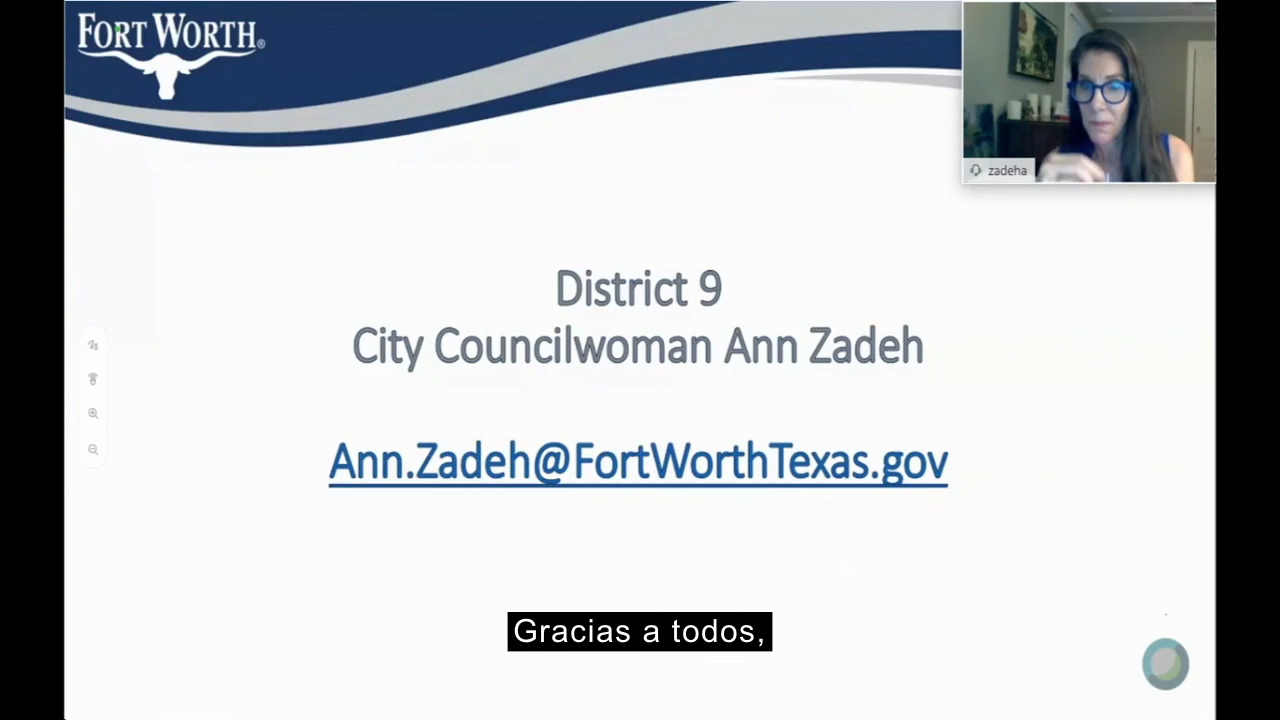 FORT WORTH®
zadeha
District 9
City Councilwoman Ann Zadeh
Ann.Zadeh@FortWorthTexas.gov
Gracias a todos,